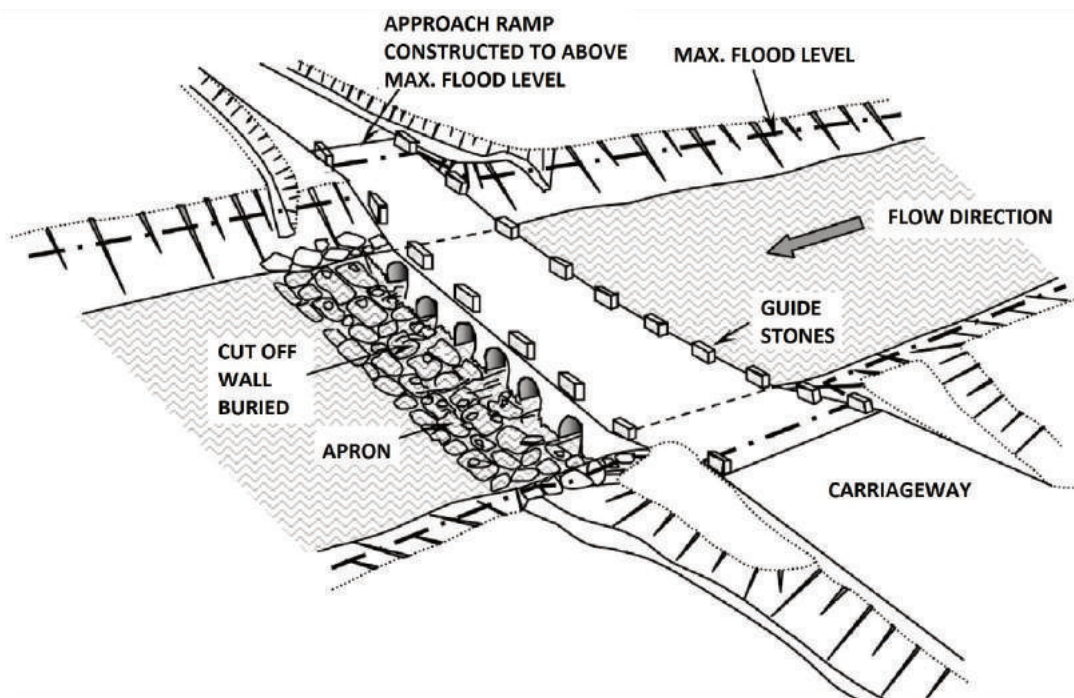 APPROACH RAMP
CONSTRUCTED TO ABOVE
MAX. FLOOD LEVEL
MAX. FLOOD LEVEL
FLOW DIRECTION
GUIDE
STONES
CUT OFF
WALL
BURIED
APRON
CARRIAGEWAY